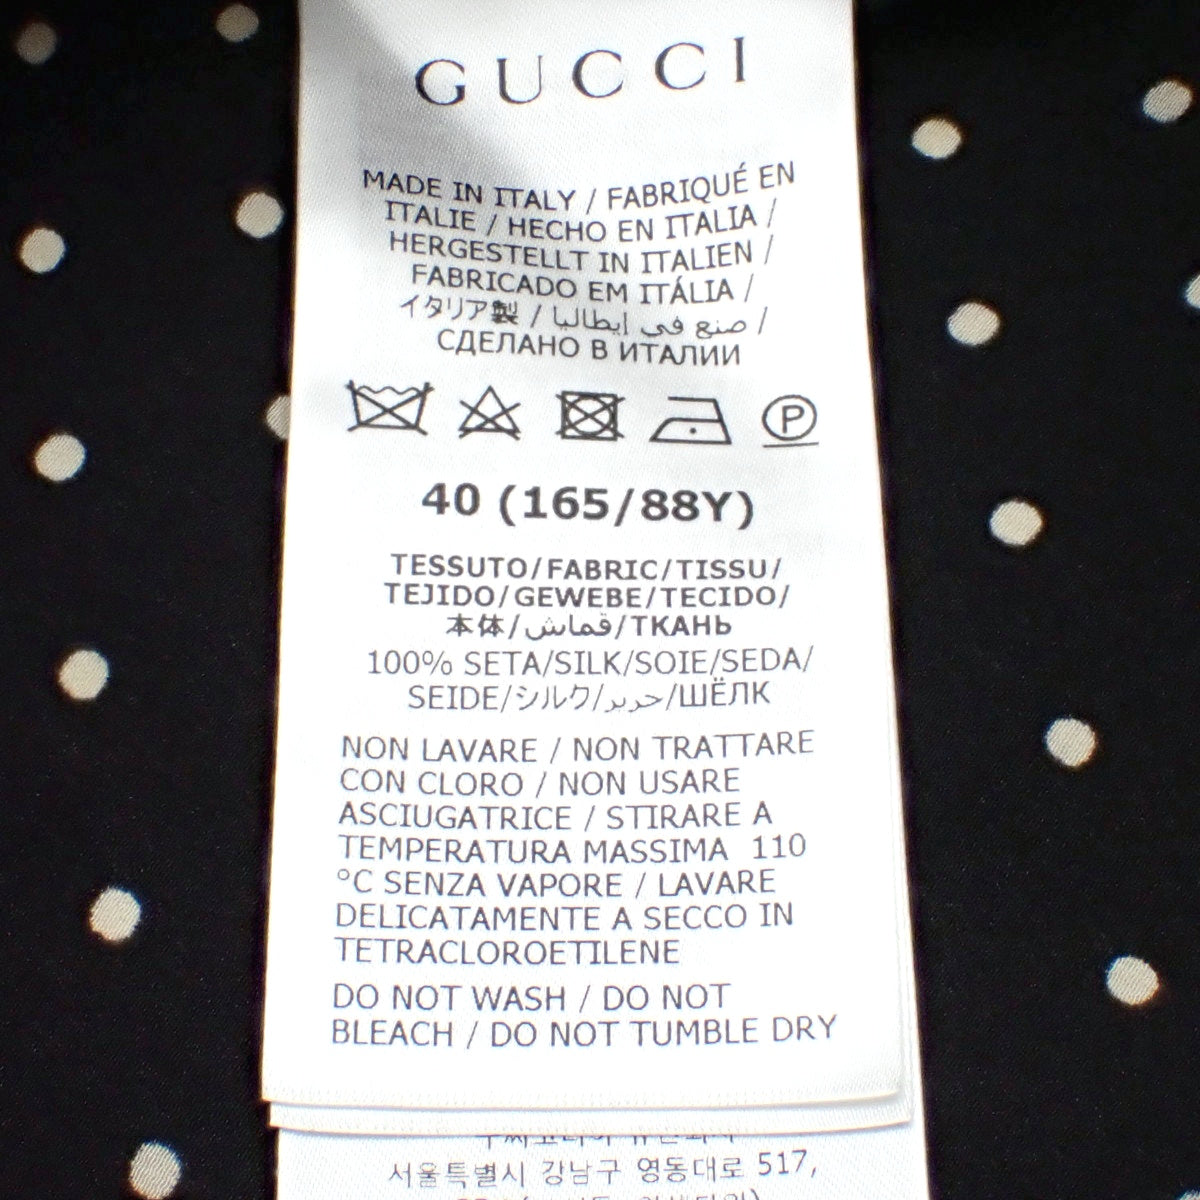 GUCCI
MADE IN ITALY / FABRIQUÉ EN
ITALIE / HECHO EN ITALIA /
HERGESTELLT IN ITALIEN /
FABRICADO EM ITÁLIA /
イタリア製 / صنع في إيطاليا /
СДЕЛАНО В ИТАЛИИ
P
40 (165/88Y)
TESSUTO/FABRIC/TISSU/
TEJIDO/GEWEBE/TECIDO/
本体/قماش/ТКАНЬ
100% SETA/SILK/SOIE/SEDA/
SEIDE/シルク/حرير/ШЁЛК
NON LAVARE / NON TRATTARE
CON CLORO / NON USARE
ASCIUGATRICE / STIRARE A
TEMPERATURA MASSIMA 110
°C SENZA VAPORE / LAVARE
DELICATAMENTE A SECCO IN
TETRACLOROETILENE
DO NOT WASH / DO NOT
BLEACH / DO NOT TUMBLE DRY
서울특별시 강남구 영동대로 517,